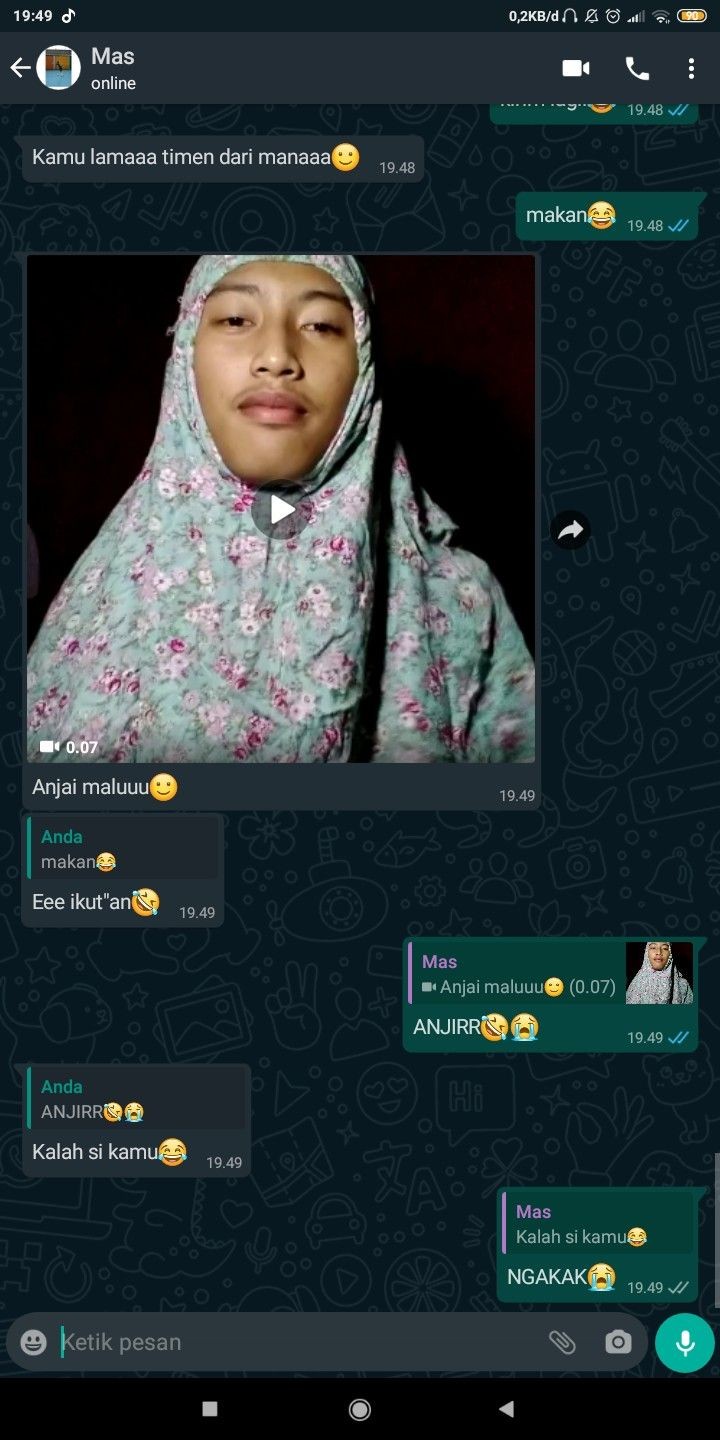 19:49
0,2KB/d
90
Mas
online
19.48
Kamu lamaaa timen dari manaaa🙂
19.48
makan😂
19.48
0.07
Anjai maluuu🙂
19.49
Anda
makan😂
Eee ikut"an🤣
19.49
Mas
Anjai maluuu🙂 (0.07)
ANJIRR🤣😭
19.49
Anda
ANJIRR🤣😭
Kalah si kamu😂
19.49
Mas
Kalah si kamu😂
NGAKAK😭
19.49
Ketik pesan